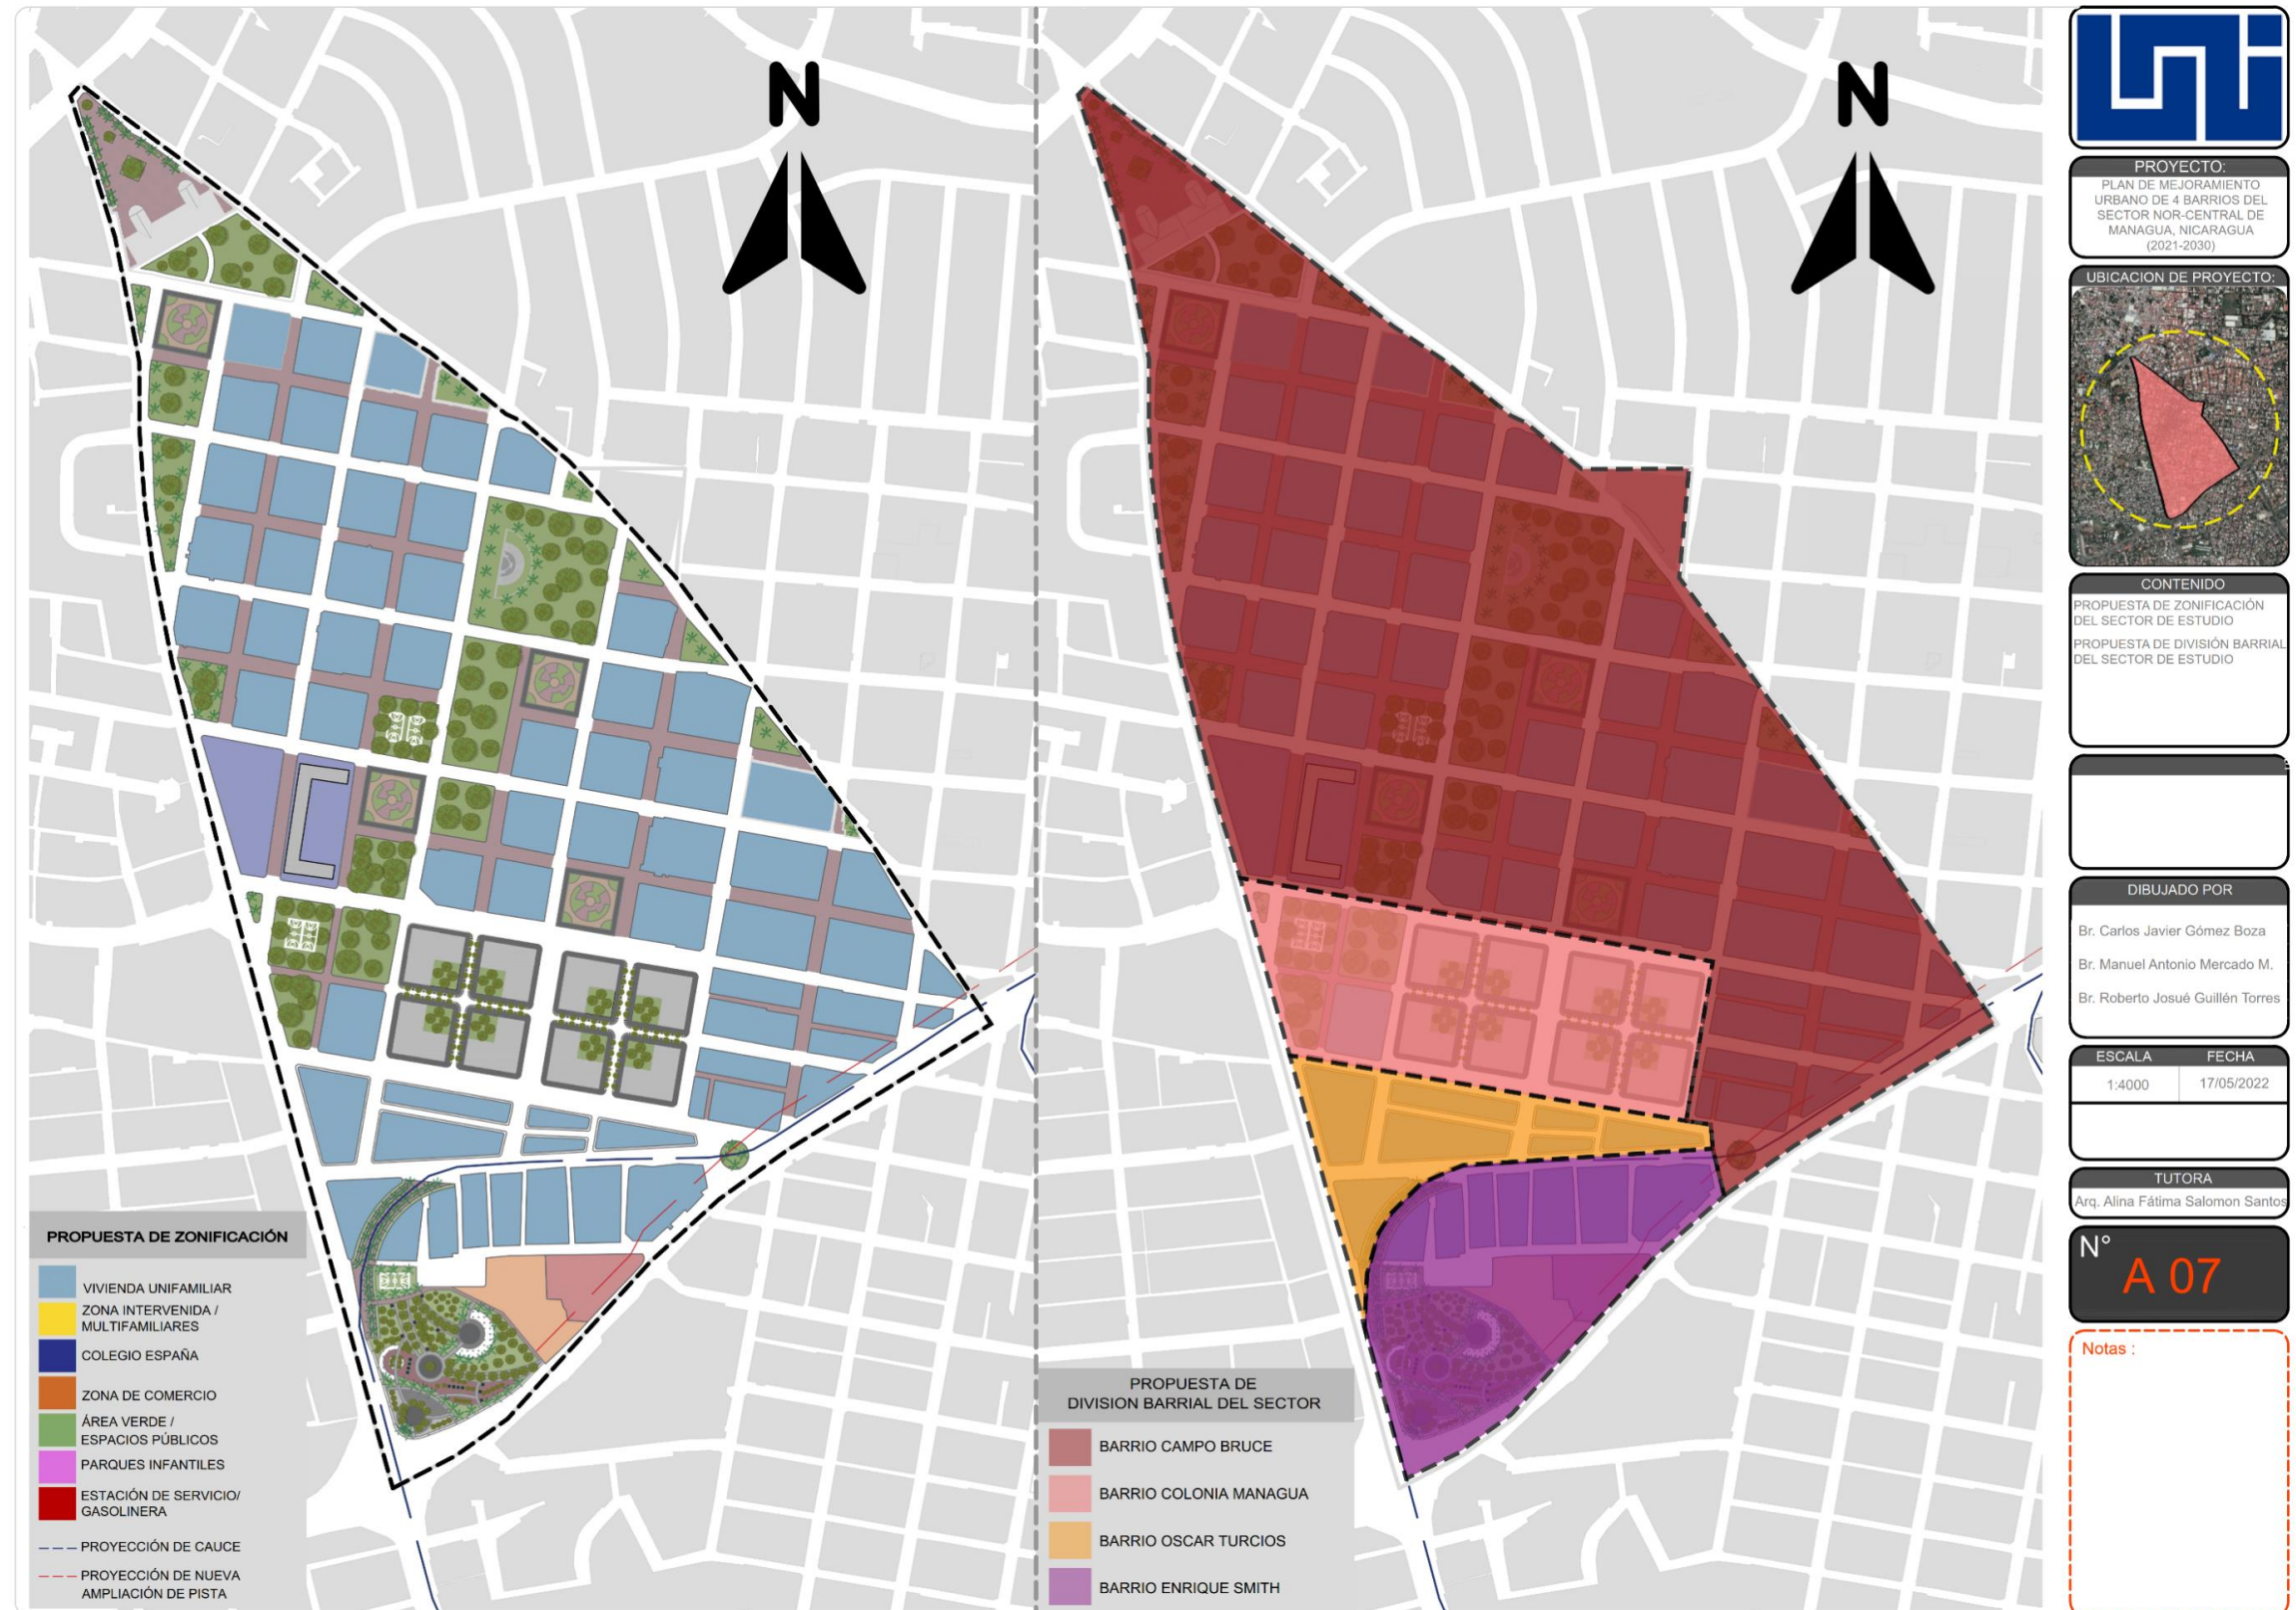 N
N
PROPUESTA DE ZONIFICACIÓN
VIVIENDA UNIFAMILIAR
ZONA INTERVENIDA /
MULTIFAMILIARES
COLEGIO ESPAÑA
ZONA DE COMERCIO
ÁREA VERDE /
ESPACIOS PÚBLICOS
PARQUES INFANTILES
ESTACIÓN DE SERVICIO/
GASOLINERA
PROYECCIÓN DE CAUCE
PROYECCIÓN DE NUEVA
AMPLIACIÓN DE PISTA
PROPUESTA DE
DIVISION BARRIAL DEL SECTOR
BARRIO CAMPO BRUCE
BARRIO COLONIA MANAGUA
BARRIO OSCAR TURCIOS
BARRIO ENRIQUE SMITH
uni
PROYECTO:
PLAN DE MEJORAMIENTO
URBANO DE 4 BARRIOS DEL
SECTOR NOR-CENTRAL DE
MANAGUA, NICARAGUA
(2021-2030)
UBICACION DE PROYECTO:
CONTENIDO
PROPUESTA DE ZONIFICACIÓN
DEL SECTOR DE ESTUDIO
PROPUESTA DE DIVISIÓN BARRIAL
DEL SECTOR DE ESTUDIO
DIBUJADO POR
Br. Carlos Javier Gómez Boza
Br. Manuel Antonio Mercado M.
Br. Roberto Josué Guillén Torres
ESCALA FECHA
1:4000 17/05/2022
TUTORA
Arq. Alina Fátima Salomon Santos
N°
A 07
Notas :